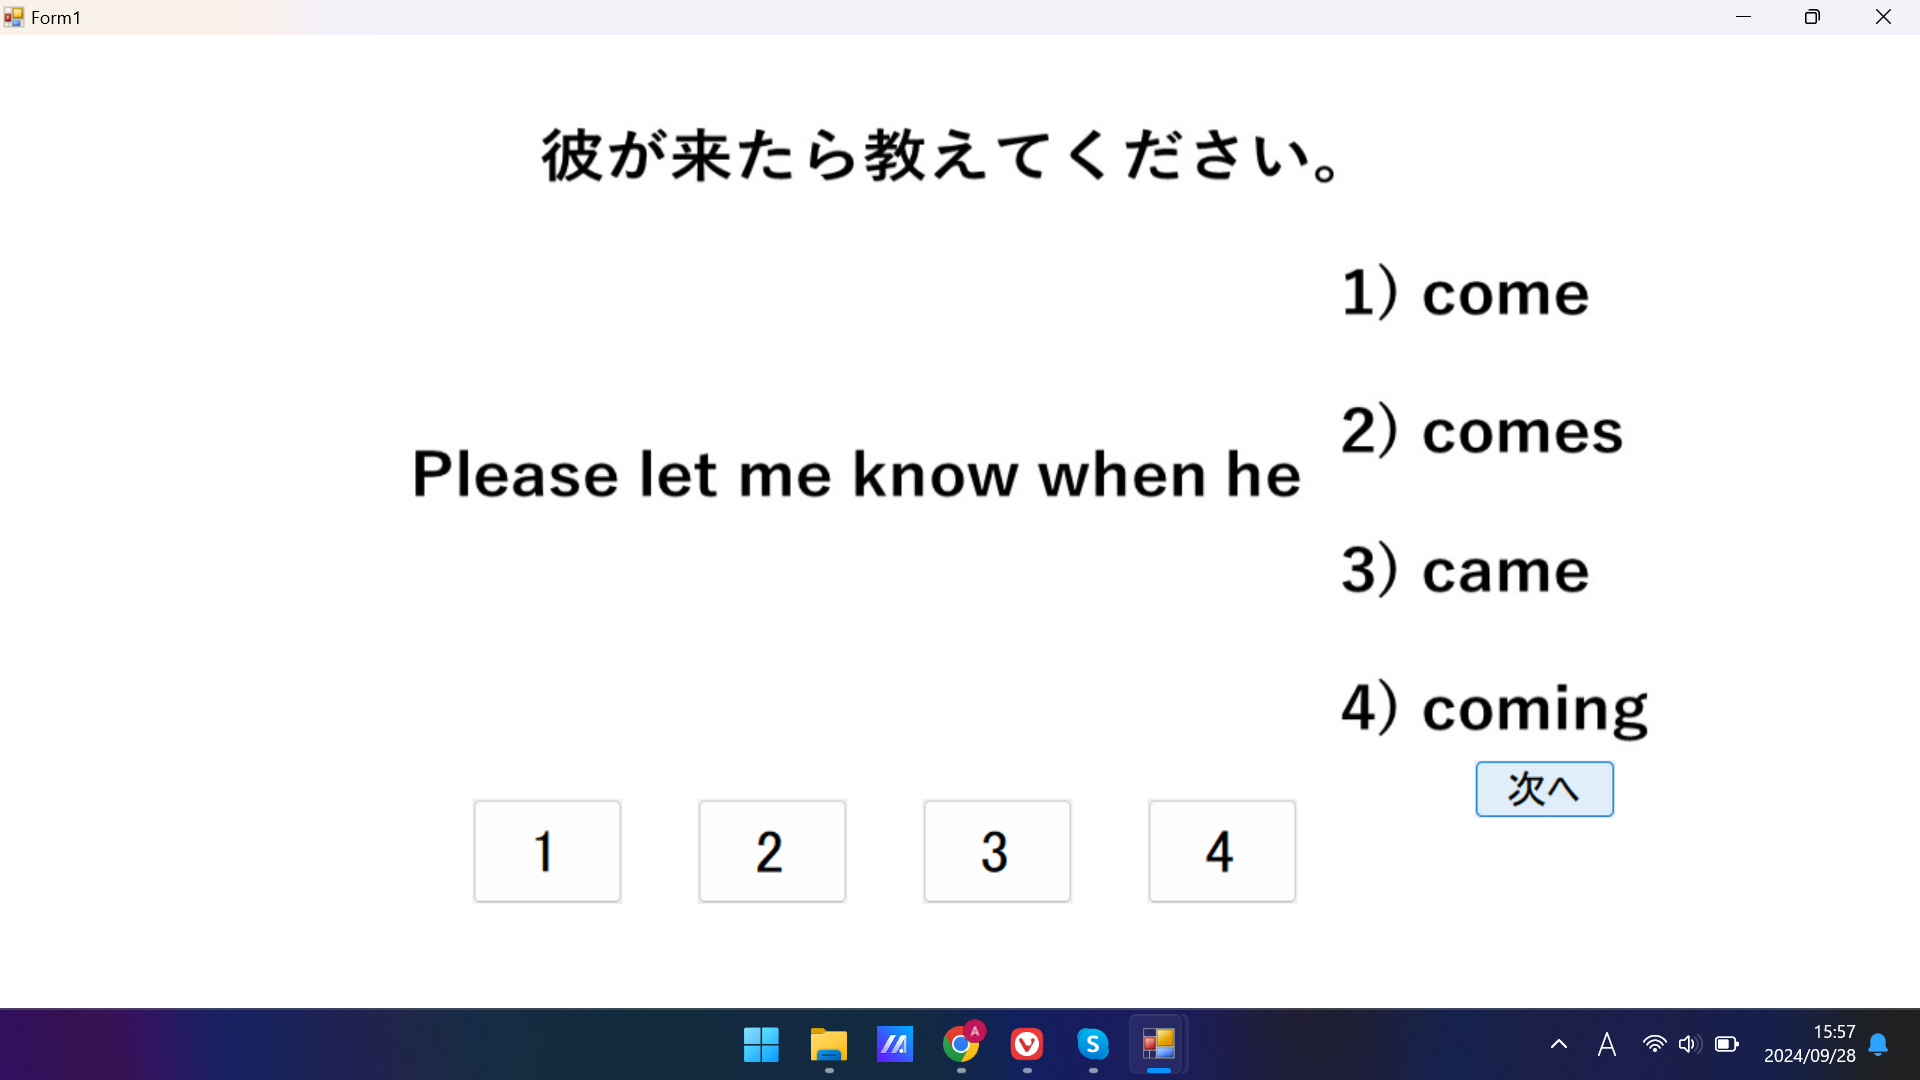 Form1
彼が来たら教えてください。
1) come
2) comes
Please let me know when he
3) came
4) coming
次へ
1 2 3 4
A
S
A
15:57
2024/09/28